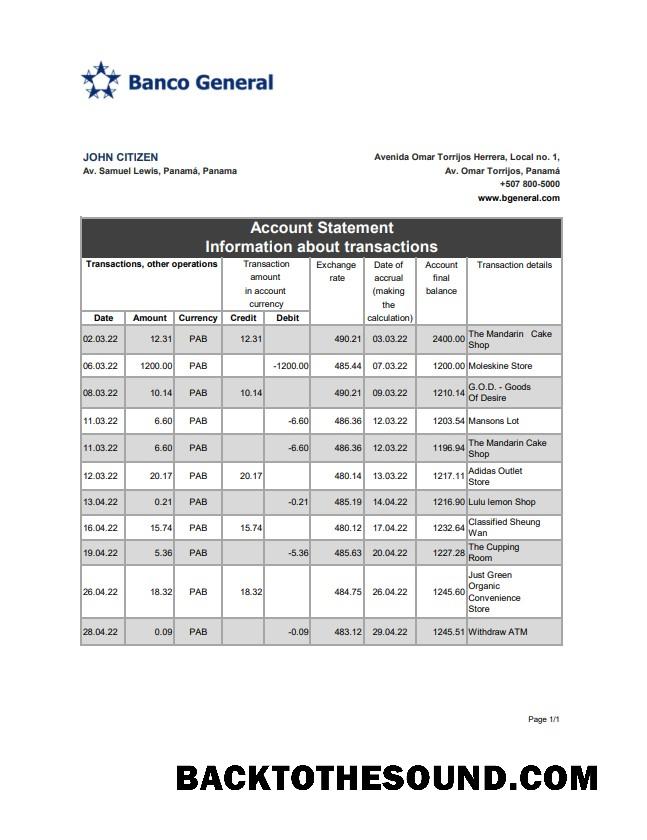 Banco General
JOHN CITIZEN
Av. Samuel Lewis, Panamá, Panama
Avenida Omar Torrijos Herrera, Local no. 1,
Av. Omar Torrijos, Panamá
+507 800-5000
www.bgeneral.com
Account Statement
Information about transactions
Transactions, other operations
Transaction
amount
in account
currency
Exchange
rate
Date of
accrual
(making
the
calculation)
Account
final
balance
Transaction details
Date Amount Currency Credit Debit
02.03.22 12.31 PAB 12.31 490.21 03.03.22 2400.00 The Mandarin Cake
Shop
06.03.22 1200.00 PAB -1200.00 485.44 07.03.22 1200.00 Moleskine Store
08.03.22 10.14 PAB 10.14 490.21 09.03.22 1210.14 G.O.D. - Goods
Of Desire
11.03.22 6.60 PAB -6.60 486.36 12.03.22 1203.54 Mansons Lot
11.03.22 6.60 PAB -6.60 486.36 12.03.22 1196.94 The Mandarin Cake
Shop
12.03.22 20.17 PAB 20.17 480.14 13.03.22 1217.11 Adidas Outlet
Store
13.04.22 0.21 PAB -0.21 485.19 14.04.22 1216.90 Lulu lemon Shop
16.04.22 15.74 PAB 15.74 480.12 17.04.22 1232.64 Classified Sheung
Wan
19.04.22 5.36 PAB -5.36 485.63 20.04.22 1227.28 The Cupping
Room
26.04.22 18.32 PAB 18.32 484.75 26.04.22 1245.60 Just Green
Organic
Convenience
Store
28.04.22 0.09 PAB -0.09 483.12 29.04.22 1245.51 Withdraw ATM
Page 1/1
BACKTOTHESOUND.COM